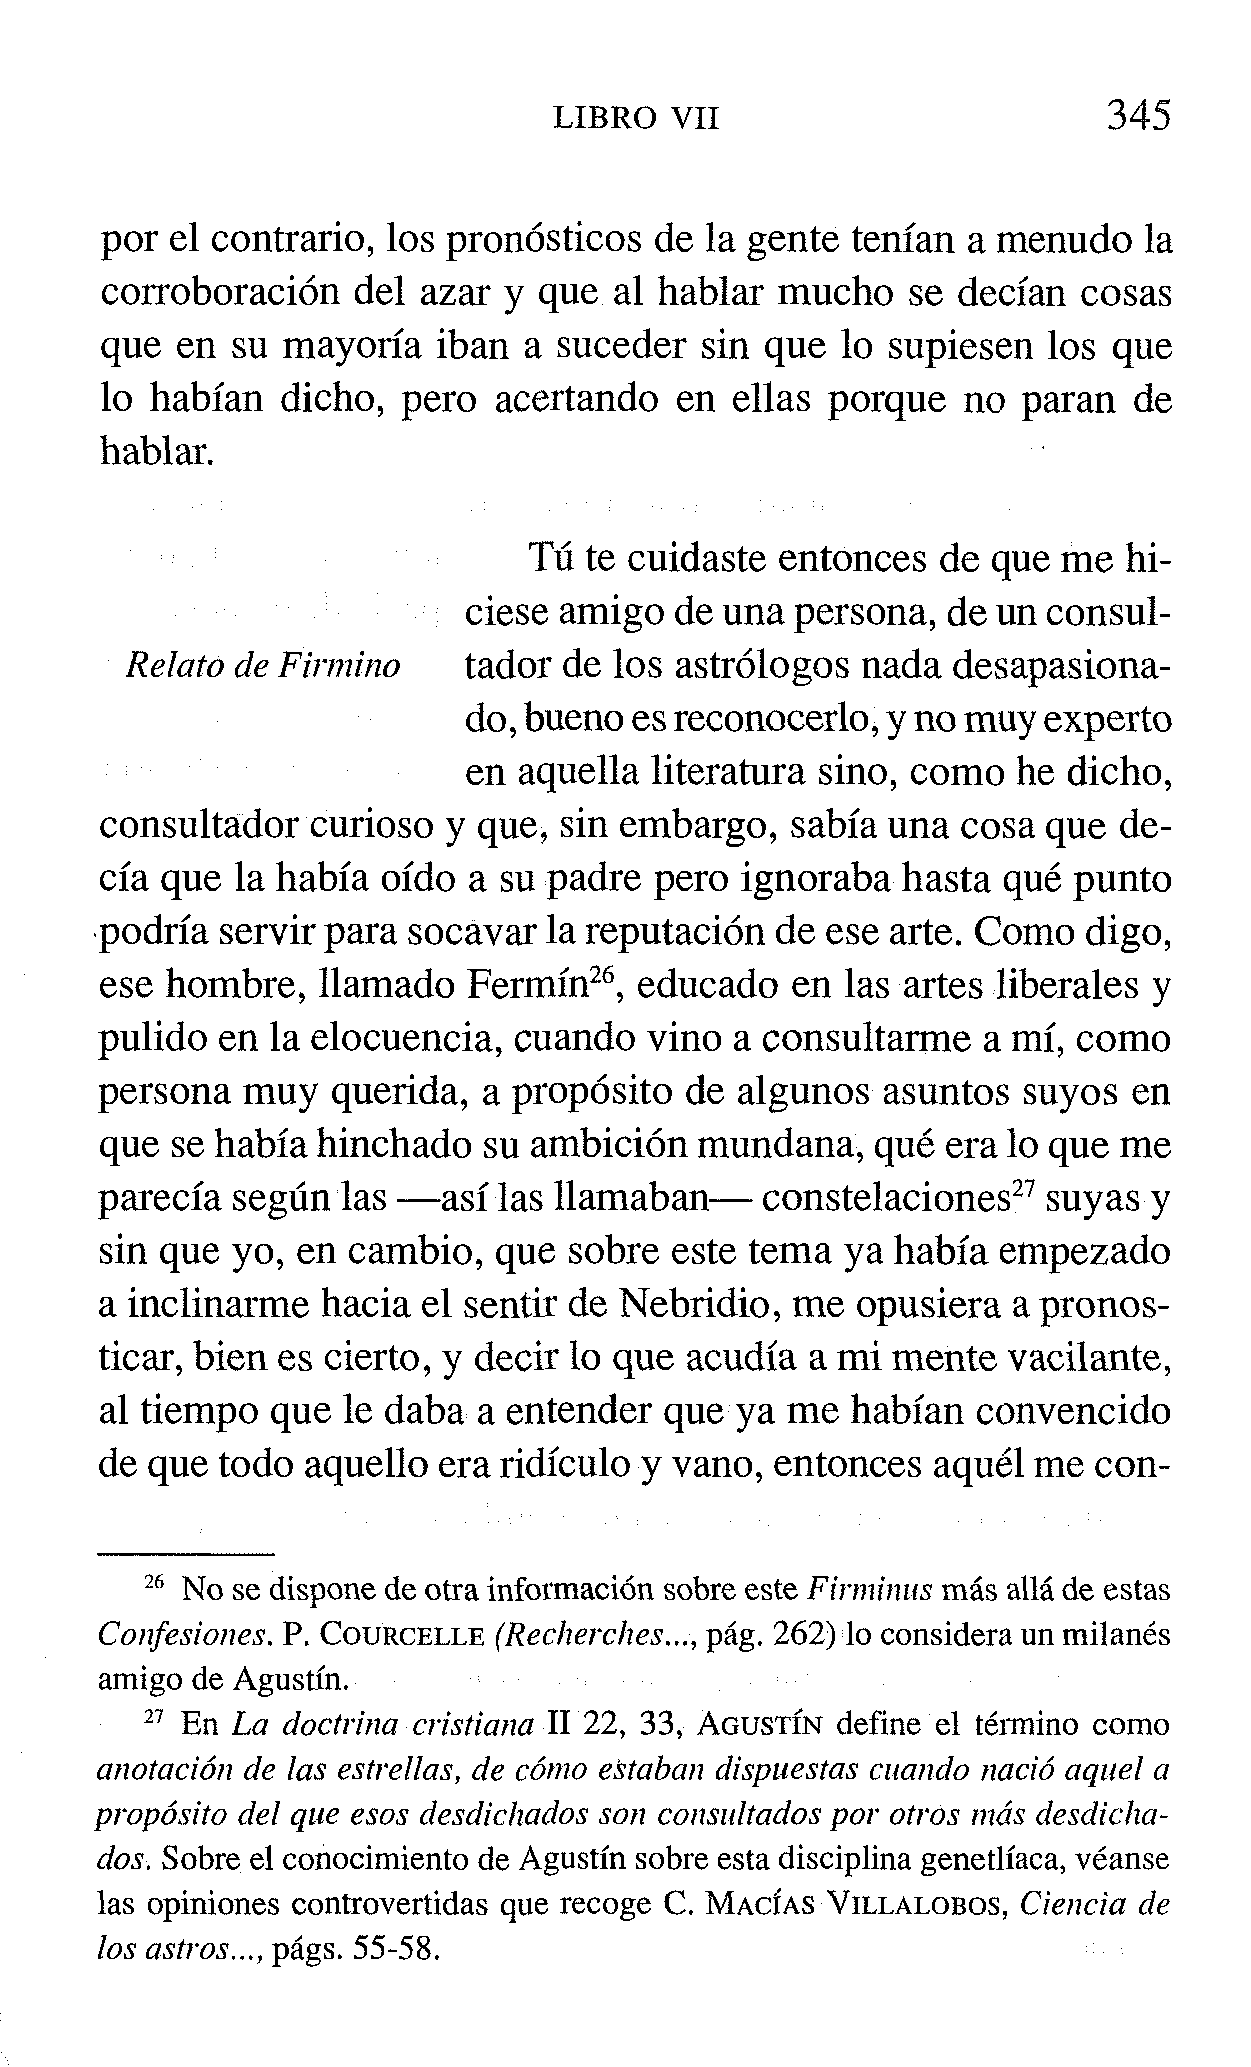 LIBRO VII 345
por el contrario, los pronósticos de la gente tenían a menudo la
corroboración del azar y que al hablar mucho se decían cosas
que en su mayoría iban a suceder sin que lo supiesen los que
lo habían dicho, pero acertando en ellas porque no paran de
hablar.
Tú te cuidaste entonces de que me hi-
ciese amigo de una persona, de un consul-
Relato de Firmino tador de los astrólogos nada desapasiona-
do, bueno es reconocerlo, y no muy experto
en aquella literatura sino, como he dicho,
consultador curioso y que, sin embargo, sabía una cosa que de-
cía que la había oído a su padre pero ignoraba hasta qué punto
podría servir para socavar la reputación de ese arte. Como digo,
ese hombre, llamado Fermín²⁶, educado en las artes liberales y
pulido en la elocuencia, cuando vino a consultarme a mí, como
persona muy querida, a propósito de algunos asuntos suyos en
que se había hinchado su ambición mundana, qué era lo que me
parecía según las —así las llamaban— constelaciones²⁷ suyas y
sin que yo, en cambio, que sobre este tema ya había empezado
a inclinarme hacia el sentir de Nebridio, me opusiera a pronos-
ticar, bien es cierto, y decir lo que acudía a mi mente vacilante,
al tiempo que le daba a entender que ya me habían convencido
de que todo aquello era ridículo y vano, entonces aquél me con-
²⁶ No se dispone de otra información sobre este Firminus más allá de estas
Confesiones. P. COURCELLE (Recherches..., pág. 262) lo considera un milanés
amigo de Agustín.
²⁷ En La doctrina cristiana II 22, 33, AGUSTÍN define el término como
anotación de las estrellas, de cómo estaban dispuestas cuando nació aquel a
propósito del que esos desdichados son consultados por otros más desdicha-
dos. Sobre el conocimiento de Agustín sobre esta disciplina genetlíaca, véanse
las opiniones controvertidas que recoge C. MACÍAS VILLALOBOS, Ciencia de
los astros..., págs. 55-58.